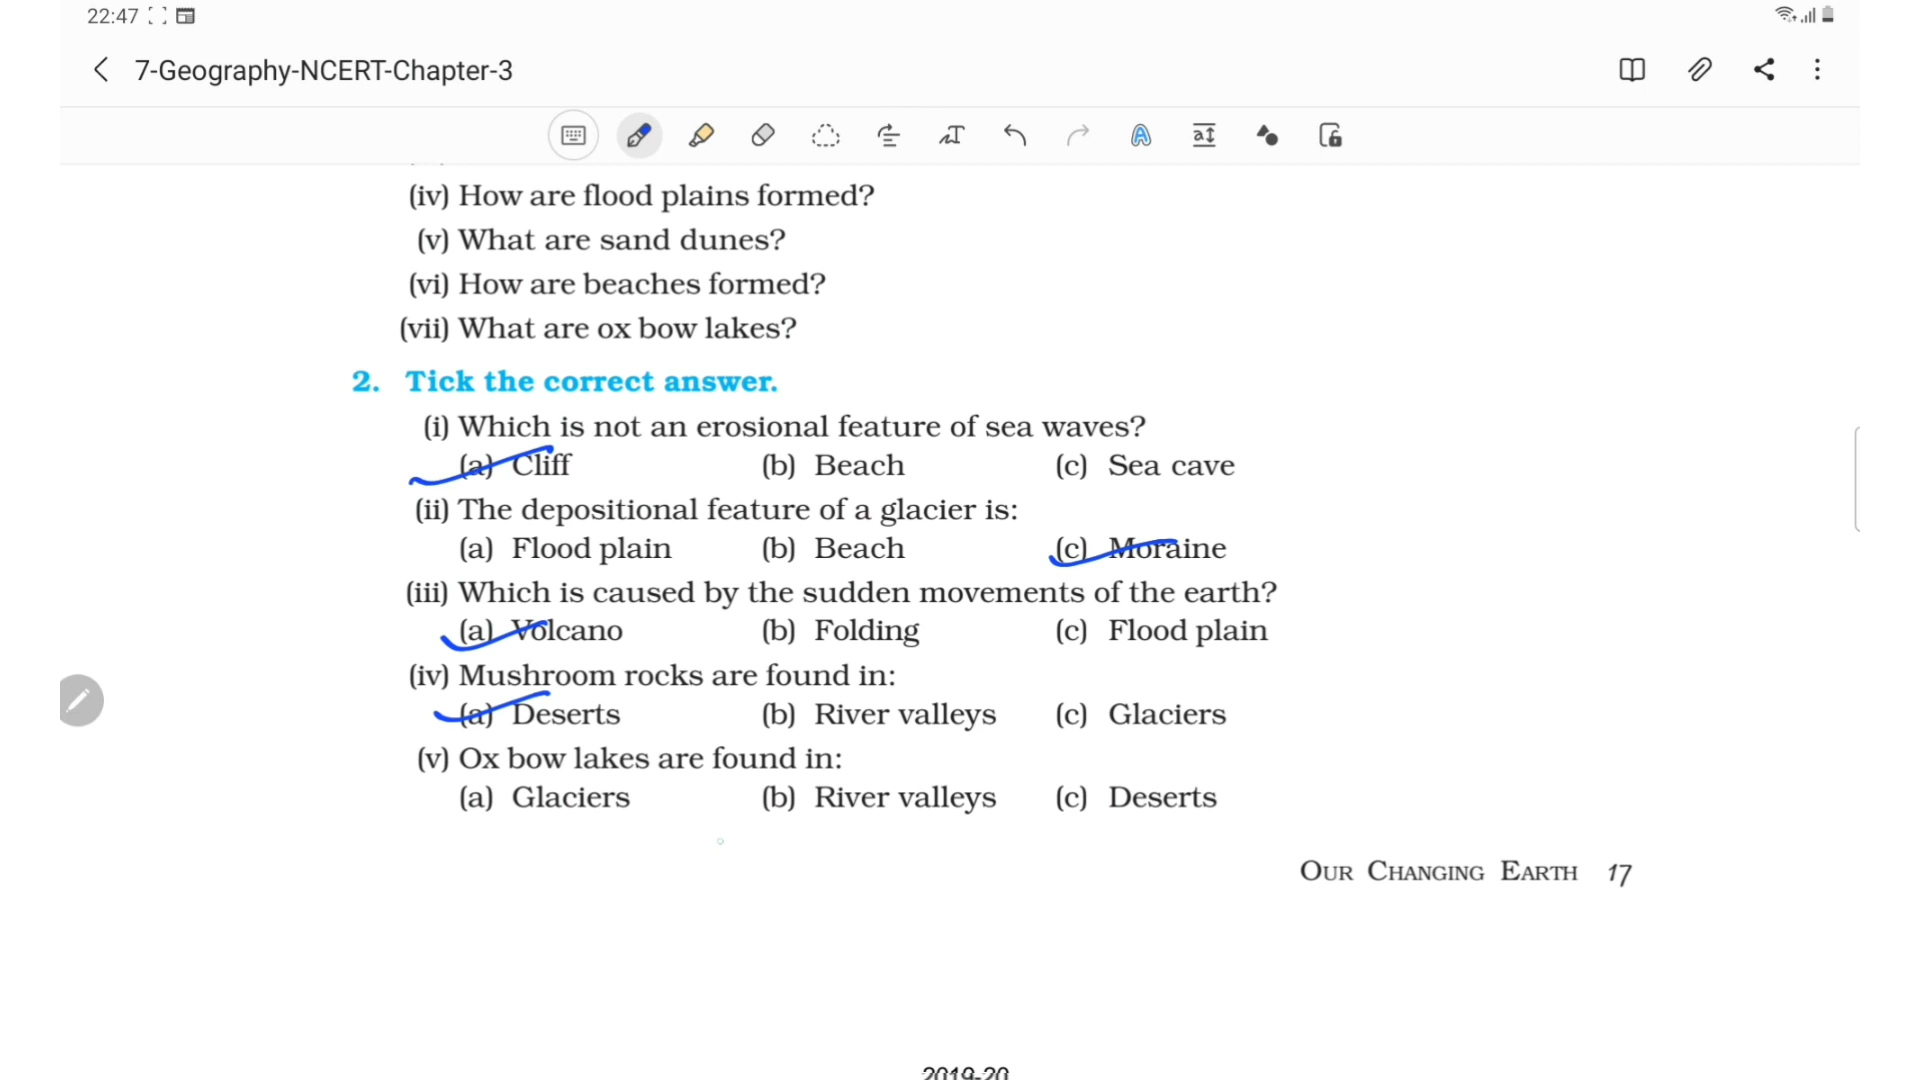 22:47
7-Geography-NCERT-Chapter-3
(iv) How are flood plains formed?
(v) What are sand dunes?
(vi) How are beaches formed?
(vii) What are ox bow lakes?
2. Tick the correct answer.
(i) Which is not an erosional feature of sea waves?
(a) Cliff (b) Beach (c) Sea cave
(ii) The depositional feature of a glacier is:
(a) Flood plain (b) Beach (c) Moraine
(iii) Which is caused by the sudden movements of the earth?
(a) Volcano (b) Folding (c) Flood plain
(iv) Mushroom rocks are found in:
(a) Deserts (b) River valleys (c) Glaciers
(v) Ox bow lakes are found in:
(a) Glaciers (b) River valleys (c) Deserts
OUR CHANGING EARTH 17
2019-20